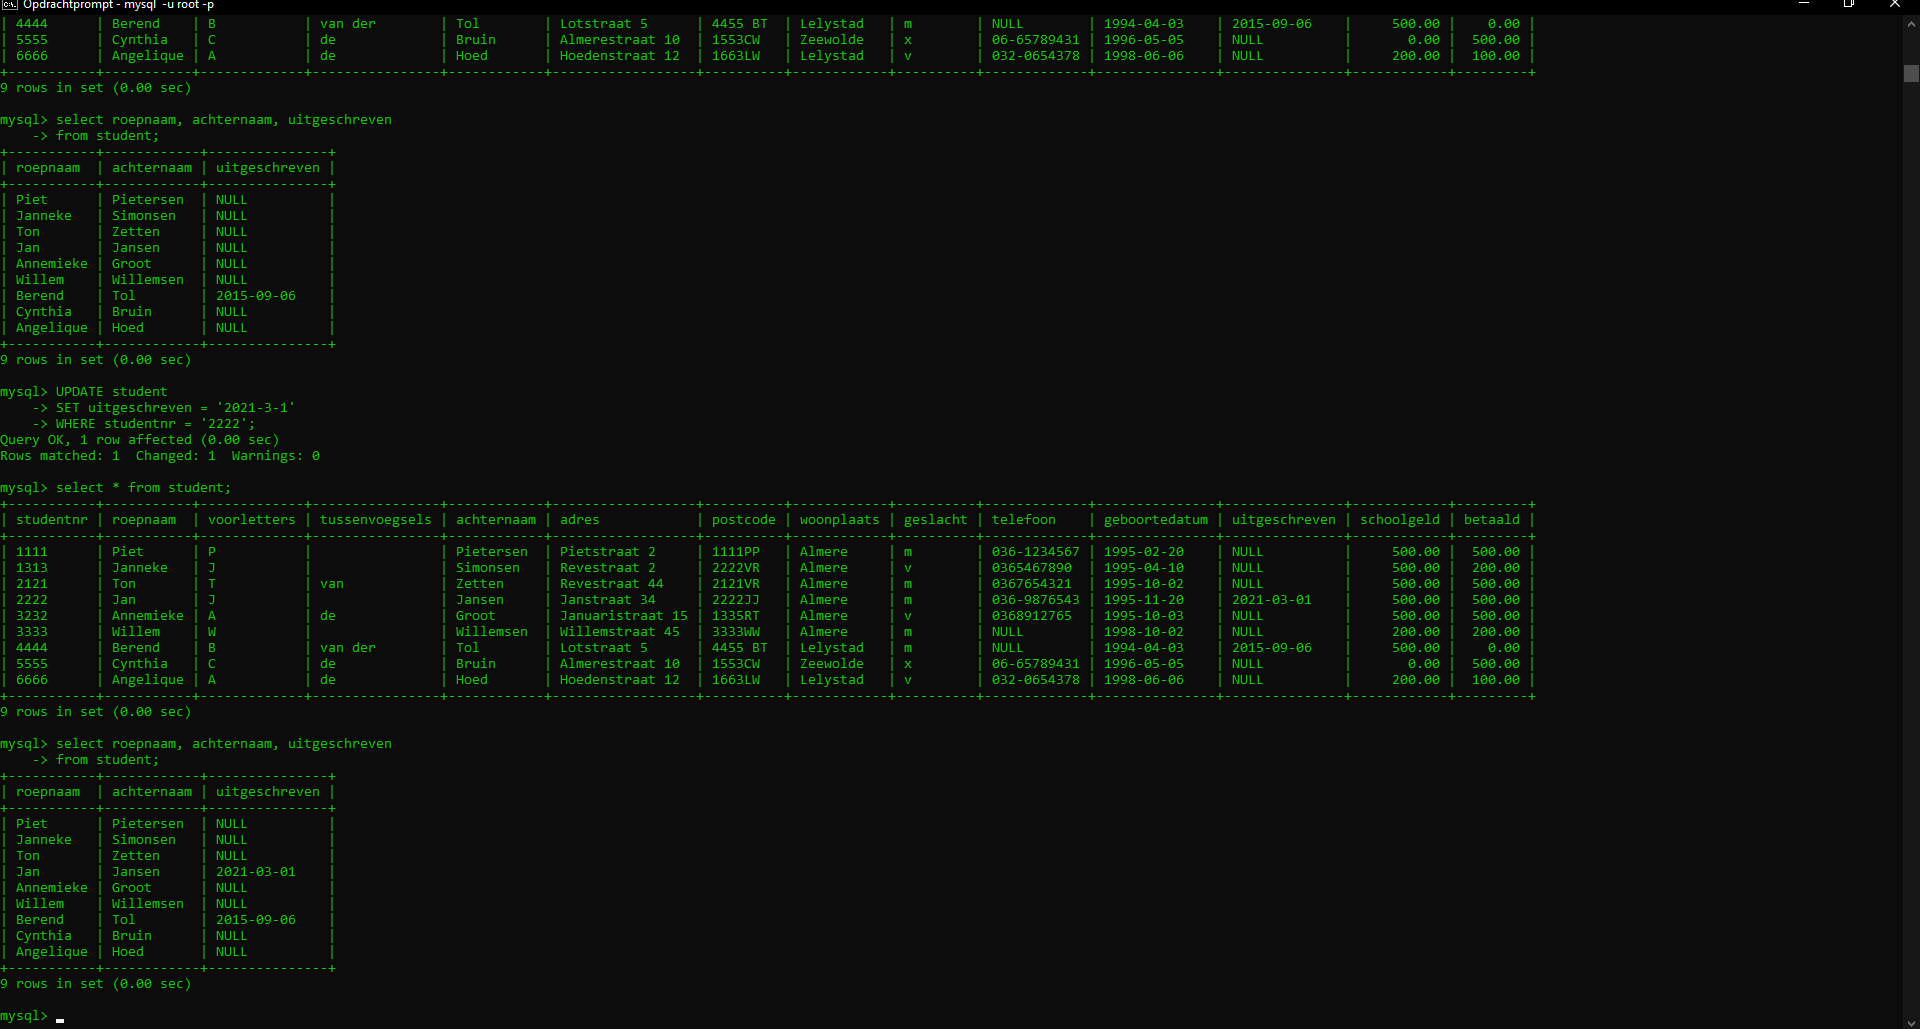 Opdrachtprompt - mysql  -u root -p
| 4444      | Berend     | B           | van der       | Tol        | Lotstraat 5      | 4455 BT  | Lelystad   | m        | NULL        | 1994-04-03    | 2015-09-06    |     500.00 |    0.00 |
| 5555      | Cynthia    | C           | de            | Bruin      | Almerestraat 10  | 1553CW   | Zeewolde   | x        | 06-65789431 | 1996-05-05    | NULL          |       0.00 |  500.00 |
| 6666      | Angelique  | A           | de            | Hoed       | Hoedenstraat 12  | 1663LW   | Lelystad   | v        | 032-0654378 | 1998-06-06    | NULL          |     200.00 |  100.00 |
+-----------+------------+-------------+---------------+------------+------------------+----------+------------+----------+-------------+---------------+---------------+------------+---------+
9 rows in set (0.00 sec)
mysql> select roepnaam, achternaam, uitgeschreven
    -> from student;
+-----------+------------+---------------+
| roepnaam  | achternaam | uitgeschreven |
+-----------+------------+---------------+
| Piet      | Pietersen  | NULL          |
| Janneke   | Simonsen   | NULL          |
| Ton       | Zetten     | NULL          |
| Jan       | Jansen     | NULL          |
| Annemieke | Groot      | NULL          |
| Willem    | Willemsen  | NULL          |
| Berend    | Tol        | 2015-09-06    |
| Cynthia   | Bruin      | NULL          |
| Angelique | Hoed       | NULL          |
+-----------+------------+---------------+
9 rows in set (0.00 sec)
mysql> UPDATE student
    -> SET uitgeschreven = '2021-3-1'
    -> WHERE studentnr = '2222';
Query OK, 1 row affected (0.00 sec)
Rows matched: 1  Changed: 1  Warnings: 0
mysql> select * from student;
+-----------+-----------+-------------+----------------+------------+------------------+----------+------------+----------+-------------+---------------+---------------+------------+---------+
| studentnr | roepnaam  | voorletters | tussenvoegsels | achternaam | adres            | postcode | woonplaats | geslacht | telefoon    | geboortedatum | uitgeschreven | schoolgeld | betaald |
+-----------+-----------+-------------+----------------+------------+------------------+----------+------------+----------+-------------+---------------+---------------+------------+---------+
| 1111      | Piet      | P           |                | Pietersen  | Pietstraat 2     | 1111PP   | Almere     | m        | 036-1234567 | 1995-02-20    | NULL          |     500.00 |  500.00 |
| 1313      | Janneke   | J           |                | Simonsen   | Revestraat 2     | 2222VR   | Almere     | v        | 0365467890  | 1995-04-10    | NULL          |     500.00 |  200.00 |
| 2121      | Ton       | T           | van            | Zetten     | Revestraat 44    | 2121VR   | Almere     | m        | 0367654321  | 1995-10-02    | NULL          |     500.00 |  500.00 |
| 2222      | Jan       | J           |                | Jansen     | Janstraat 34     | 2222JJ   | Almere     | m        | 036-9876543 | 1995-11-20    | 2021-03-01    |     500.00 |  500.00 |
| 3232      | Annemieke | A           | de             | Groot      | Januaristraat 15 | 1335RT   | Almere     | v        | 0368912765  | 1995-10-03    | NULL          |     500.00 |  500.00 |
| 3333      | Willem    | W           |                | Willemsen  | Willemstraat 45  | 3333WW   | Almere     | m        | NULL        | 1998-10-02    | NULL          |     200.00 |  200.00 |
| 4444      | Berend    | B           | van der        | Tol        | Lotstraat 5      | 4455 BT  | Lelystad   | m        | NULL        | 1994-04-03    | 2015-09-06    |     500.00 |    0.00 |
| 5555      | Cynthia   | C           | de             | Bruin      | Almerestraat 10  | 1553CW   | Zeewolde   | x        | 06-65789431 | 1996-05-05    | NULL          |       0.00 |  500.00 |
| 6666      | Angelique | A           | de             | Hoed       | Hoedenstraat 12  | 1663LW   | Lelystad   | v        | 032-0654378 | 1998-06-06    | NULL          |     200.00 |  100.00 |
+-----------+-----------+-------------+----------------+------------+------------------+----------+------------+----------+-------------+---------------+---------------+------------+---------+
9 rows in set (0.00 sec)
mysql> select roepnaam, achternaam, uitgeschreven
    -> from student;
+-----------+------------+---------------+
| roepnaam  | achternaam | uitgeschreven |
+-----------+------------+---------------+
| Piet      | Pietersen  | NULL          |
| Janneke   | Simonsen   | NULL          |
| Ton       | Zetten     | NULL          |
| Jan       | Jansen     | 2021-03-01    |
| Annemieke | Groot      | NULL          |
| Willem    | Willemsen  | NULL          |
| Berend    | Tol        | 2015-09-06    |
| Cynthia   | Bruin      | NULL          |
| Angelique | Hoed       | NULL          |
+-----------+------------+---------------+
9 rows in set (0.00 sec)
mysql>